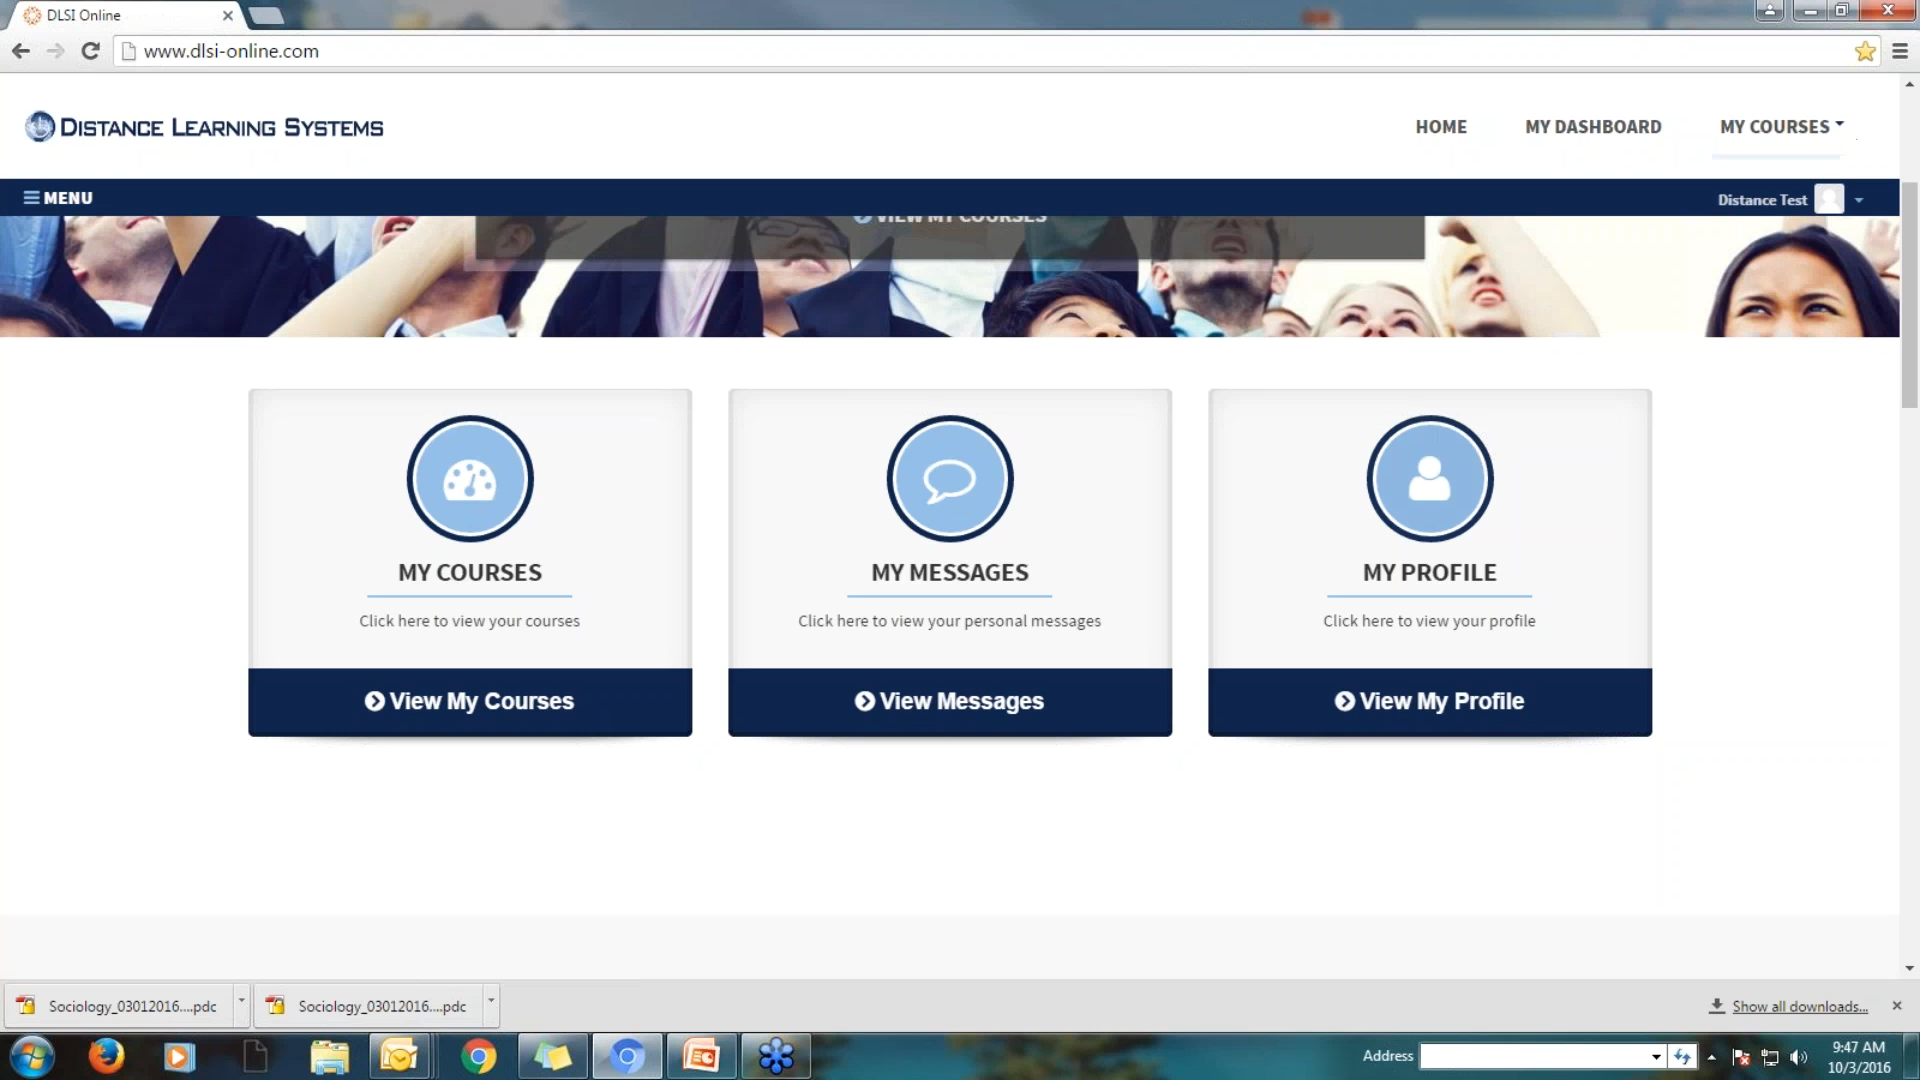 DLSI Online
www.dlsi-online.com
DISTANCE LEARNING SYSTEMS
HOME
MY DASHBOARD
MY COURSES
MENU
Distance Test
VIEW MY COURSES
MY COURSES
Click here to view your courses
View My Courses
MY MESSAGES
Click here to view your personal messages
View Messages
MY PROFILE
Click here to view your profile
View My Profile
Sociology_03012016....pdc
Sociology_03012016....pdc
Show all downloads...
Address
9:47 AM
10/3/2016